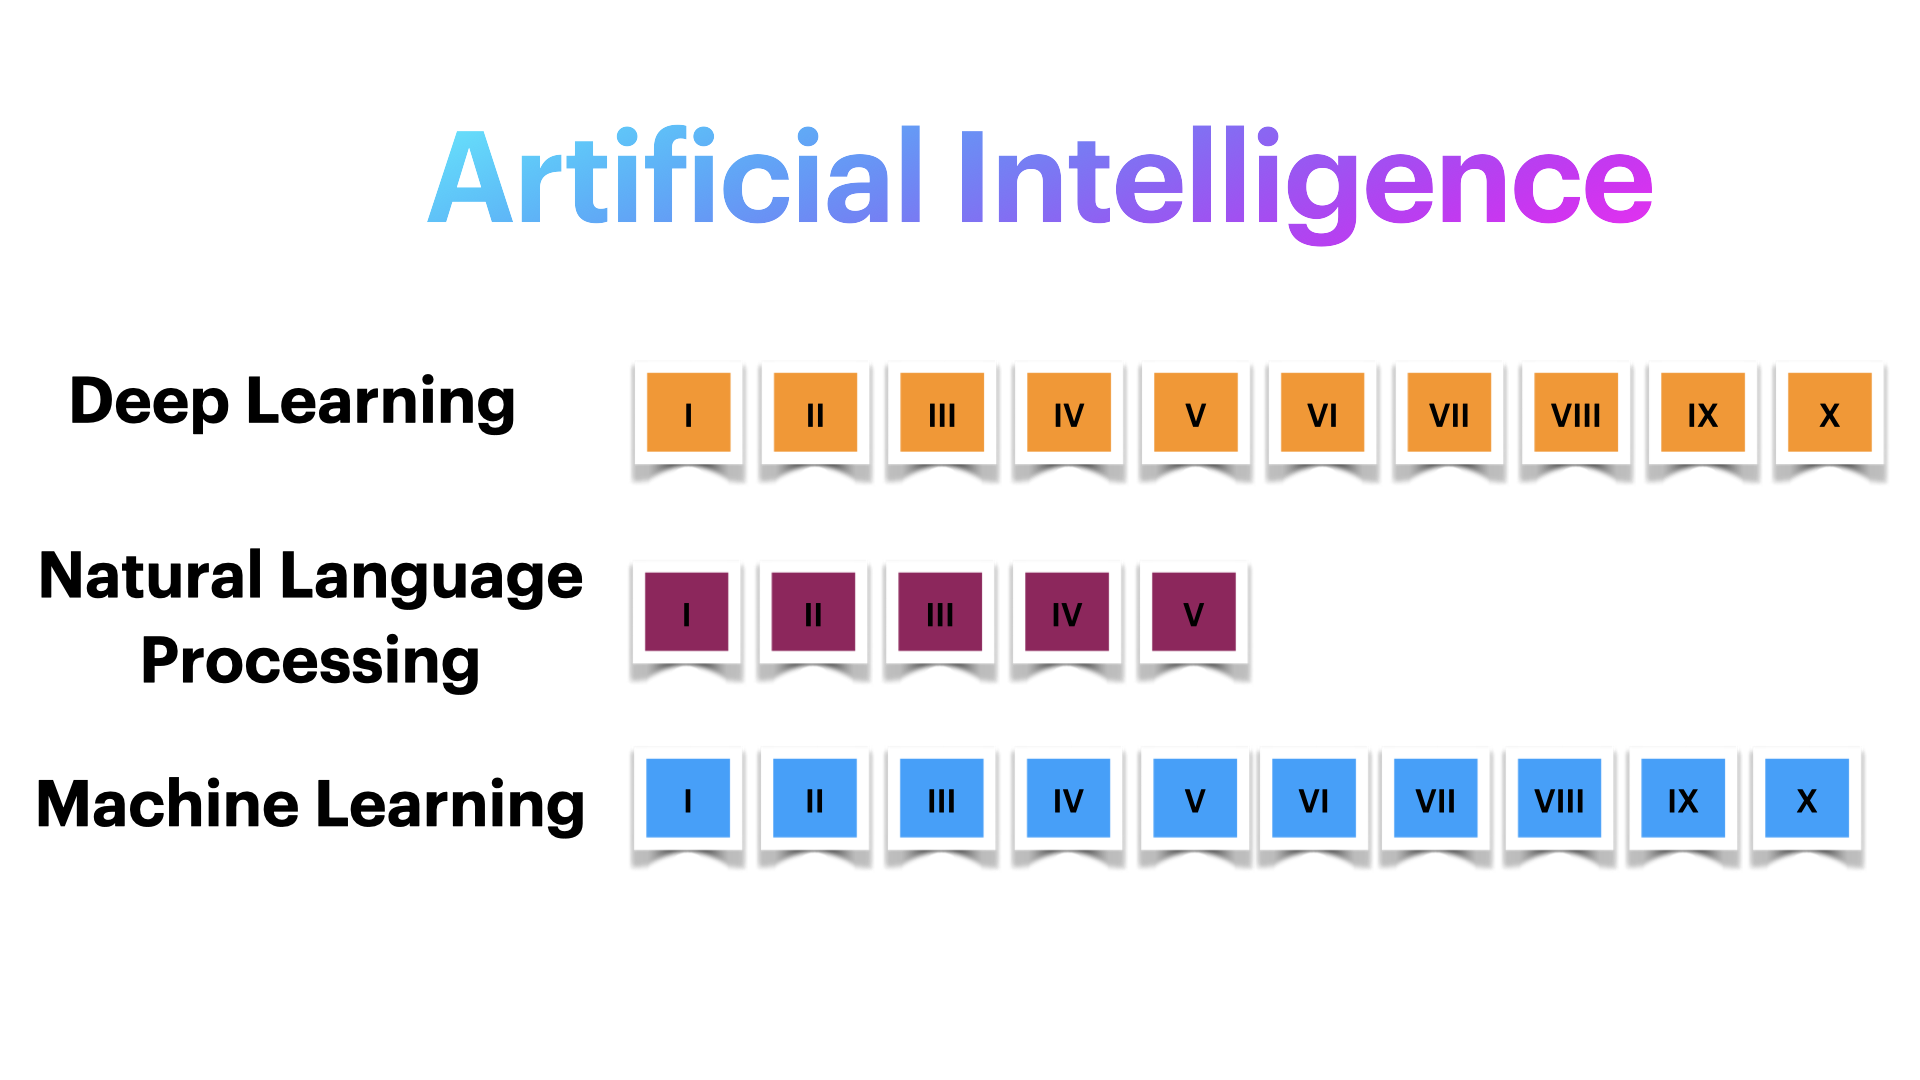 Artificial Intelligence
Deep Learning
I II III IV V VI VII VIII IX X
Natural Language
Processing
I II III IV V
Machine Learning
I II III IV V VI VII VIII IX X